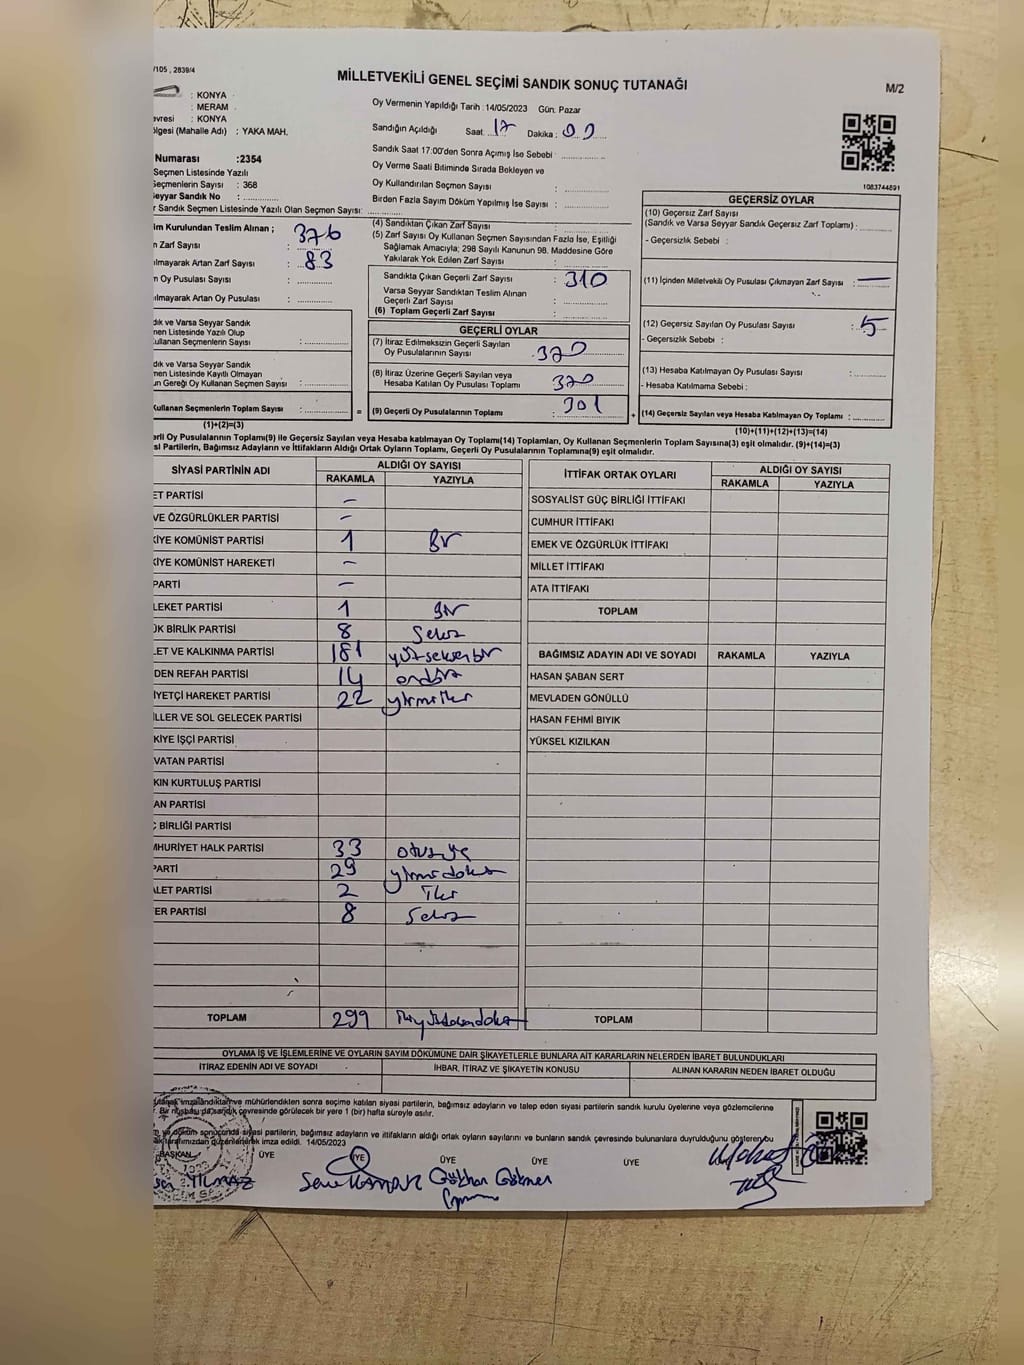 /105 , 2839/4
MİLLETVEKİLİ GENEL SEÇİMİ SANDIK SONUÇ TUTANAĞI
M/2
: KONYA
: MERAM
evresi : KONYA
ölgesi (Mahalle Adı) : YAKA MAH.
Oy Vermenin Yapıldığı Tarih :14/05/2023 Gün: Pazar
Sandığın Açıldığı Saat 17 Dakika : 00
Sandık Saat 17:00'den Sonra Açımış İse Sebebi
Oy Verme Saati Bitiminde Sırada Bekleyen ve
Oy Kullandırılan Seçmen Sayısı :
Birden Fazla Sayım Döküm Yapılmış İse Sayısı :
1083744891
Numarası :2354
Seçmen Listesinde Yazılı
Seçmenlerin Sayısı : 368
Seyyar Sandık No :
r Sandık Seçmen Listesinde Yazılı Olan Seçmen Sayısı:
im Kurulundan Teslim Alınan ; 376
n Zarf Sayısı :
ılmayarak Artan Zarf Sayısı : 83
n Oy Pusulası Sayısı :
ılmayarak Artan Oy Pusulası :
dık ve Varsa Seyyar Sandık
men Listesinde Yazılı Olup
ullanan Seçmenlerin Sayısı :
dık ve Varsa Seyyar Sandık
men Listesinde Kayıtlı Olmayan
un Gereği Oy Kullanan Seçmen Sayısı :
Kullanan Seçmenlerin Toplam Sayısı : =
(1)+(2)=(3)
(4) Sandıktan Çıkan Zarf Sayısı :
(5) Zarf Sayısı Oy Kullanan Seçmen Sayısından Fazla İse, Eşitliği
Sağlamak Amacıyla; 298 Sayılı Kanunun 98. Maddesine Göre
Yakılarak Yok Edilen Zarf Sayısı :
Sandıkta Çıkan Geçerli Zarf Sayısı : 310
Varsa Seyyar Sandıktan Teslim Alınan
Geçerli Zarf Sayısı :
(6) Toplam Geçerli Zarf Sayısı :
GEÇERLİ OYLAR
(7) İtiraz Edilmeksizin Geçerli Sayılan
Oy Pusulalarının Sayısı : 320
(8) İtiraz Üzerine Geçerli Sayılan veya
Hesaba Katılan Oy Pusulası Toplamı 320
(9) Geçerli Oy Pusulalarının Toplamı : 301 +
GEÇERSİZ OYLAR
(10) Geçersiz Zarf Sayısı
(Sandık ve Varsa Seyyar Sandık Geçersiz Zarf Toplamı) :
- Geçersizlik Sebebi :
(11) İçinden Milletvekili Oy Pusulası Çıkmayan Zarf Sayısı : —
(12) Geçersiz Sayılan Oy Pusulası Sayısı : 5
- Geçersizlik Sebebi :
(13) Hesaba Katılmayan Oy Pusulası Sayısı :
- Hesaba Katılmama Sebebi :
(14) Geçersiz Sayılan veya Hesaba Katılmayan Oy Toplamı :
(10)+(11)+(12)+(13)=(14)
erli Oy Pusulalarının Toplamı(9) ile Geçersiz Sayılan veya Hesaba katılmayan Oy Toplamı(14) Toplamları, Oy Kullanan Seçmenlerin Toplam Sayısına(3) eşit olmalıdır. (9)+(14)=(3)
si Partilerin, Bağımsız Adayların ve İttifakların Aldığı Ortak Oyların Toplamı, Geçerli Oy Pusulalarının Toplamına(9) eşit olmalıdır.
SİYASİ PARTİNİN ADI ALDIĞI OY SAYISI
RAKAMLA YAZIYLA
ET PARTİSİ —
VE ÖZGÜRLÜKLER PARTİSİ —
KİYE KOMÜNİST PARTİSİ 1 Bir
KİYE KOMÜNİST HAREKETİ —
PARTİ —
LEKET PARTİSİ 1 Bir
ÜK BİRLİK PARTİSİ 8 Sekiz
LET VE KALKINMA PARTİSİ 181 yüzseksenbir
DEN REFAH PARTİSİ 14 ondört
İYETÇİ HAREKET PARTİSİ 22 yirmiiki
LLER VE SOL GELECEK PARTİSİ
KİYE İŞÇİ PARTİSİ
VATAN PARTİSİ
KIN KURTULUŞ PARTİSİ
AN PARTİSİ
Ç BİRLİĞİ PARTİSİ
MHURİYET HALK PARTİSİ 33 otuzüç
PARTİ 29 yirmidokuz
LET PARTİSİ 2 İki
ER PARTİSİ 8 Sekiz
TOPLAM 299 ikiyüzdoksandokuz
İTTİFAK ORTAK OYLARI ALDIĞI OY SAYISI
RAKAMLA YAZIYLA
SOSYALİST GÜÇ BİRLİĞİ İTTİFAKI
CUMHUR İTTİFAKI
EMEK VE ÖZGÜRLÜK İTTİFAKI
MİLLET İTTİFAKI
ATA İTTİFAKI
TOPLAM
BAĞIMSIZ ADAYIN ADI VE SOYADI RAKAMLA YAZIYLA
HASAN ŞABAN SERT
MEVLADEN GÖNÜLLÜ
HASAN FEHMİ BIYIK
YÜKSEL KIZILKAN
TOPLAM
OYLAMA İŞ VE İŞLEMLERİNE VE OYLARIN SAYIM DÖKÜMÜNE DAİR ŞİKAYETLERLE BUNLARA AİT KARARLARIN NELERDEN İBARET BULUNDUKLARI
İTİRAZ EDENİN ADI VE SOYADI İHBAR, İTİRAZ VE ŞİKAYETİN KONUSU ALINAN KARARIN NEDEN İBARET OLDUĞU
tutanak imzalandıktan ve mühürlendikten sonra seçime katılan siyasi partilerin, bağımsız adayların ve talep eden siyasi partilerin sandık kurulu üyelerine veya gözlemcilerine
. Bir nüshası da sandık çevresinde görülecek bir yere 1 (bir) hafta süreyle asılır.
m ve döküm sonucunda siyasi partilerin, bağımsız adayların ve ittifakların aldığı ortak oyların sayılarını ve bunların sandık çevresinde bulunanlara duyrulduğunu gösteren bu
tarafımızdan düzenlenerek imza edildi. 14/05/2023
BAŞKAN ÜYE ÜYE ÜYE ÜYE ÜYE
YILMAZ Gökhan Gökmen